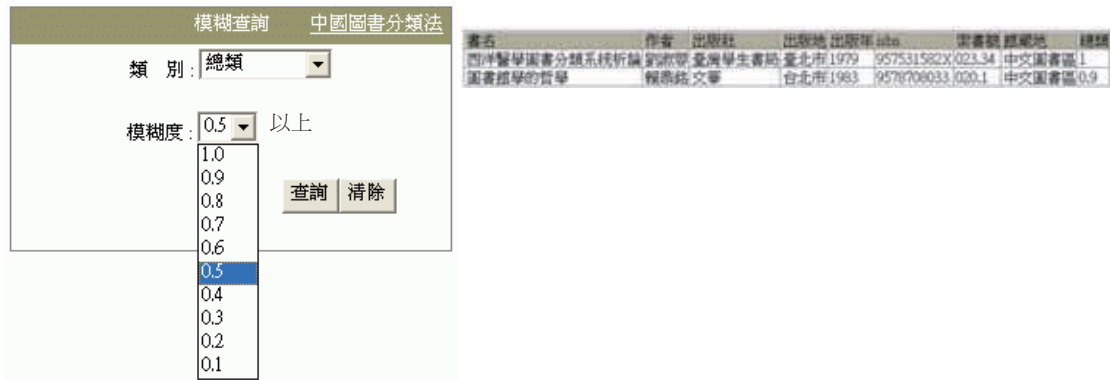 模糊查詢 中國圖書分類法
類 別 : 總類
模糊度 : 0.5 以上
1.0
0.9
0.8
0.7
0.6
0.5
0.4
0.3
0.2
0.1
查詢 清除
書名 作者 出版社 出版地 出版年 isbn 館藏地 總類
西洋醫學圖書分類系統析論 臺灣學生書局 臺北市 1979 957531582X 023.34 中文圖書區 1
圖書館學的哲學 文華 台北市 1983 9578708033 020.1 中文圖書區 0.9